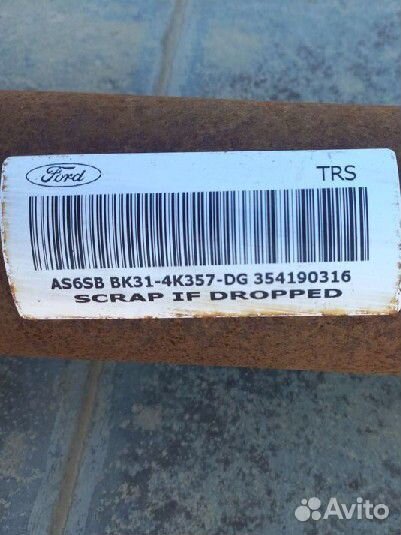 Ford
TRS
AS6SB BK31-4K357-DG 354190316
SCRAP IF DROPPED
Avito